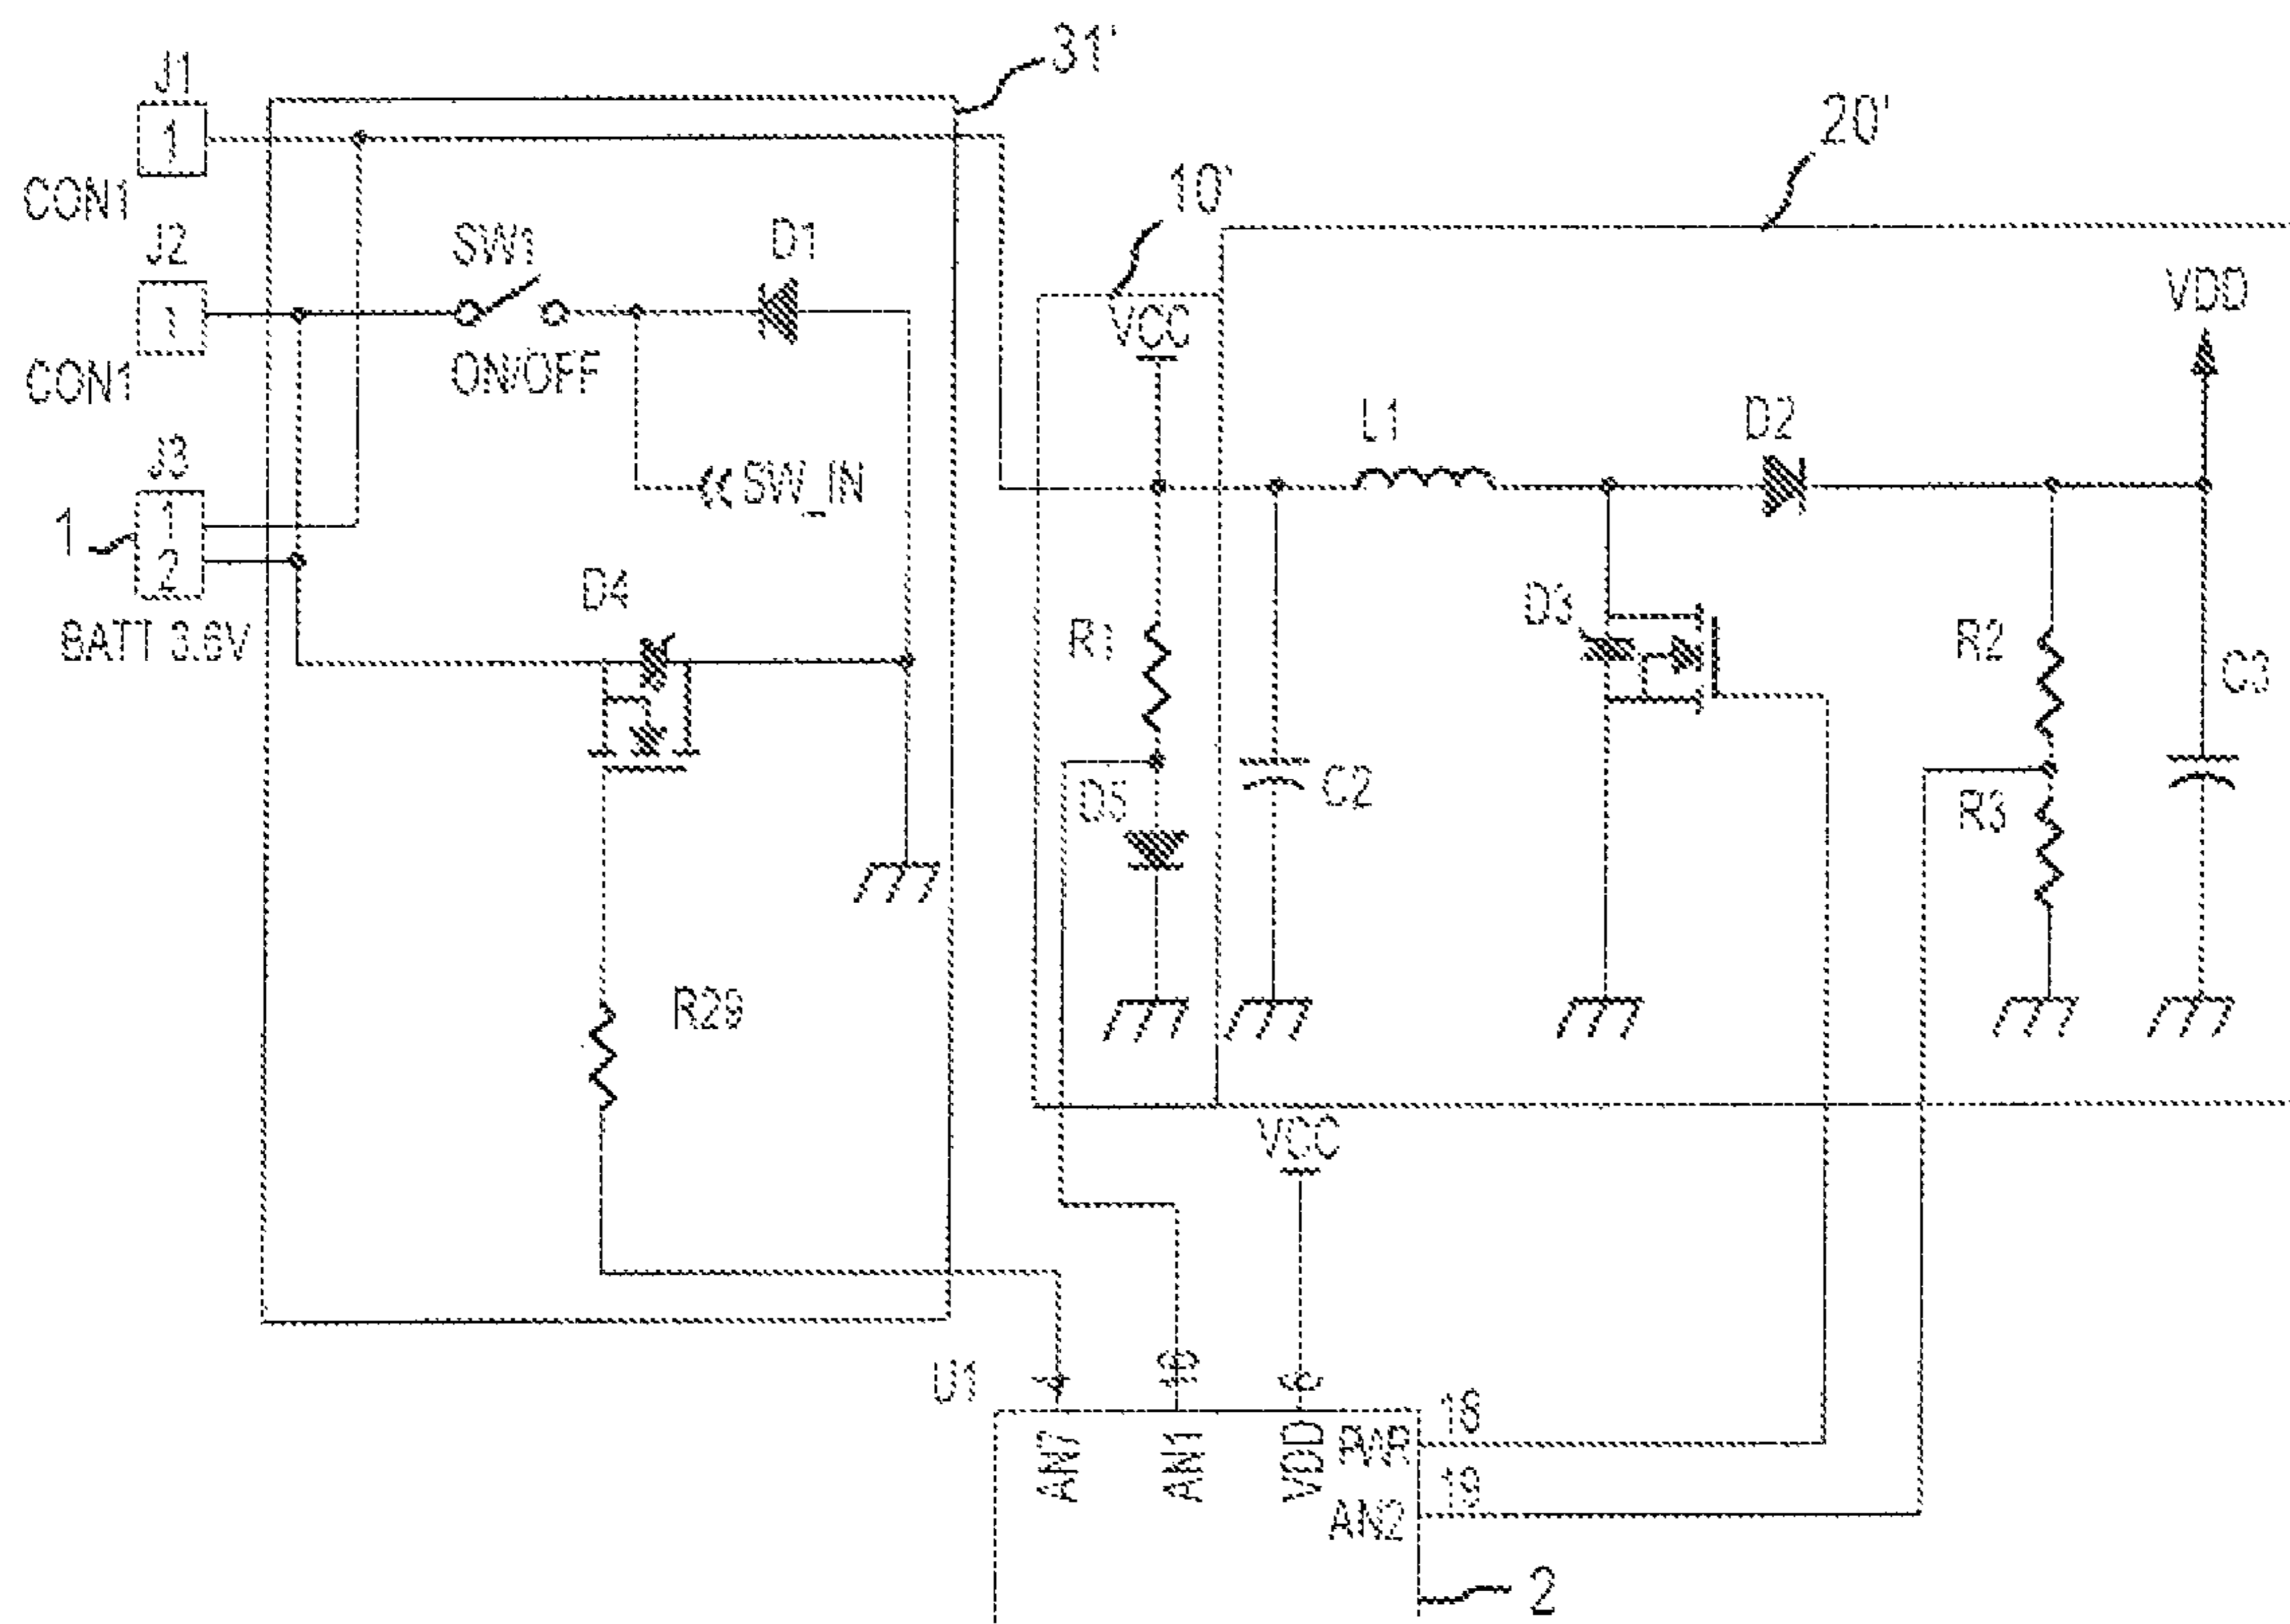 31'
J1
1
CON1
20'
10'
J2
1
CON1
SW1
D1
ON/OFF
VCC
VDD
SW_IN
L1
D2
J3
1
2
1
BATT 3.6V
D4
R1
D3
R2
C3
D5
C2
R3
R29
VCC
U1
AN7
AN1
VDD
18
19
AN2
2